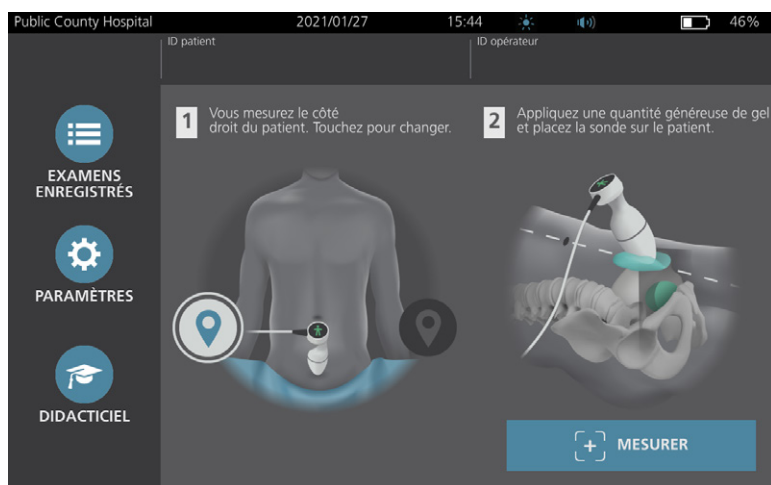 Public County Hospital 2021/01/27 15:44 46%
ID patient
ID opérateur
1 Vous mesurez le côté
droit du patient. Touchez pour changer.
2 Appliquez une quantité généreuse de gel
et placez la sonde sur le patient.
EXAMENS
ENREGISTRÉS
PARAMÈTRES
DIDACTICIEL
MESURER